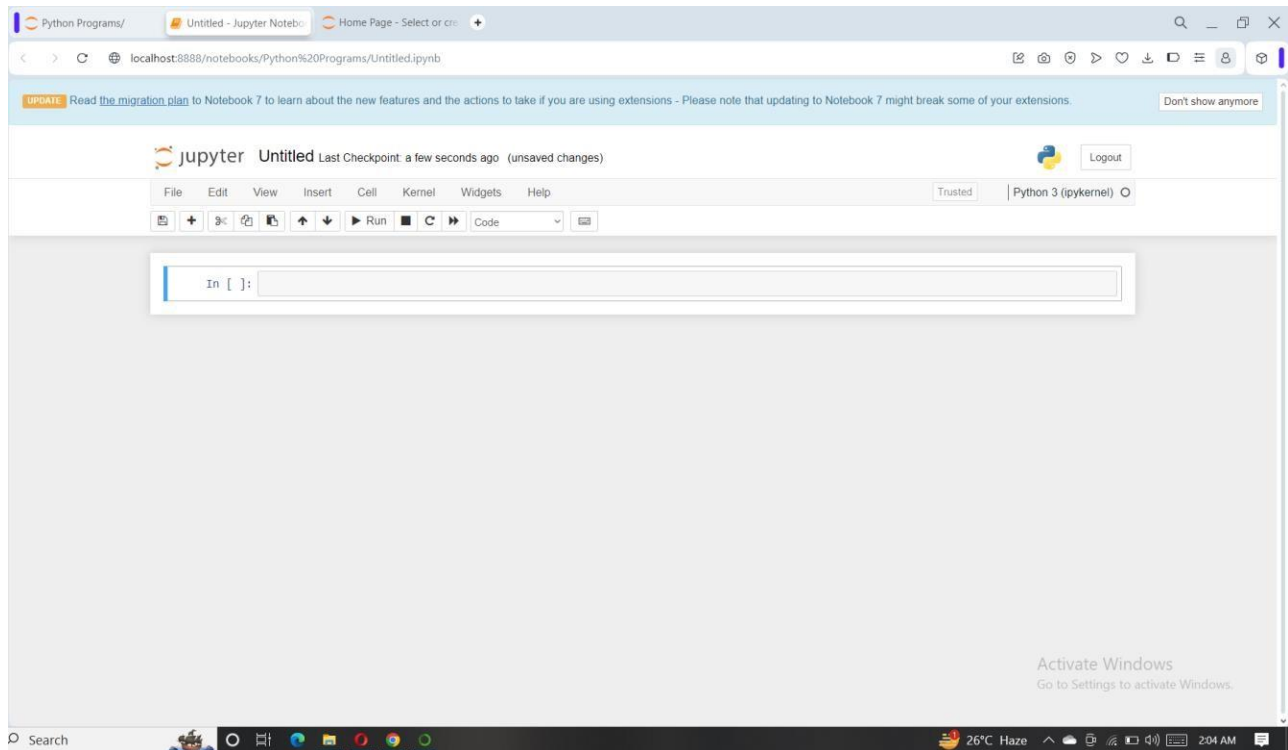 Python Programs/ Untitled - Jupyter Notebo Home Page - Select or cre
localhost:8888/notebooks/Python%20Programs/Untitled.ipynb
UPDATE Read the migration plan to Notebook 7 to learn about the new features and the actions to take if you are using extensions - Please note that updating to Notebook 7 might break some of your extensions. Don't show anymore
jupyter Untitled Last Checkpoint: a few seconds ago (unsaved changes) Logout
File Edit View Insert Cell Kernel Widgets Help Trusted Python 3 (ipykernel)
Run Code
In [ ]:
Activate Windows
Go to Settings to activate Windows.
Search 1 26°C Haze 2:04 AM